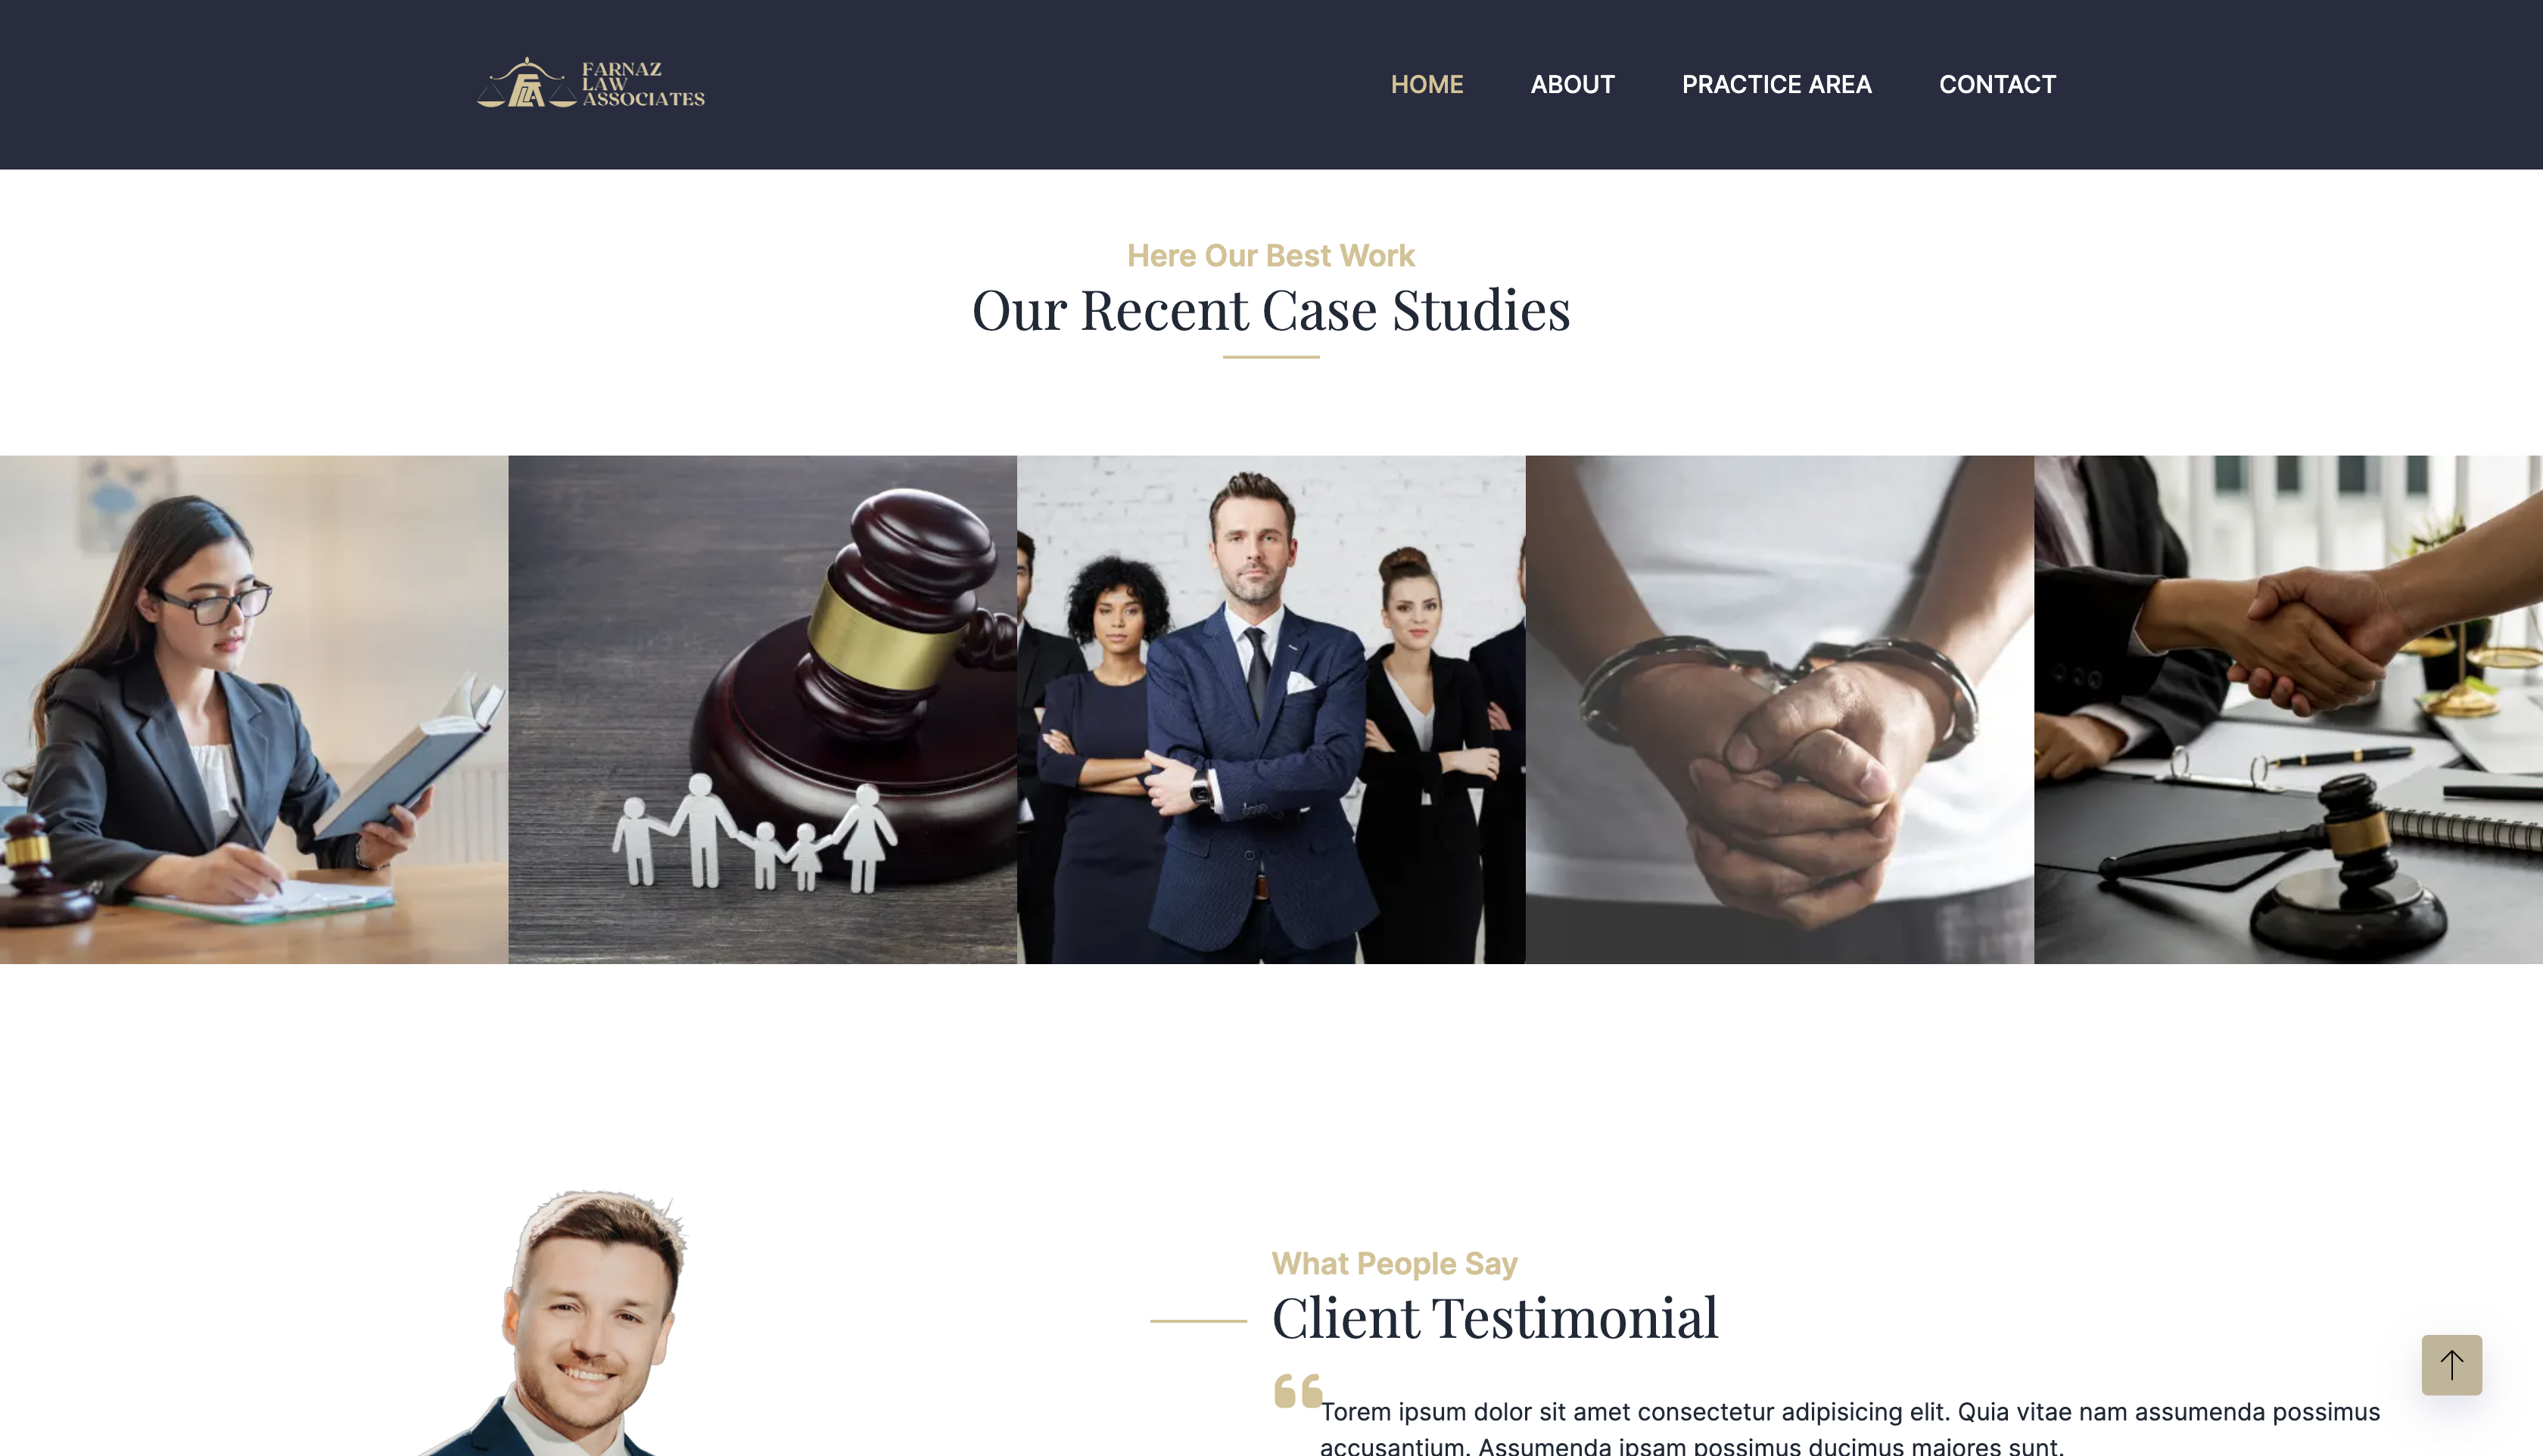 FARNAZ
LAW
ASSOCIATES
HOME ABOUT PRACTICE AREA CONTACT
Here Our Best Work
Our Recent Case Studies
What People Say
Client Testimonial
Torem ipsum dolor sit amet consectetur adipisicing elit. Quia vitae nam assumenda possimus
accusantium. Assumenda ipsam possimus ducimus maiores sunt.